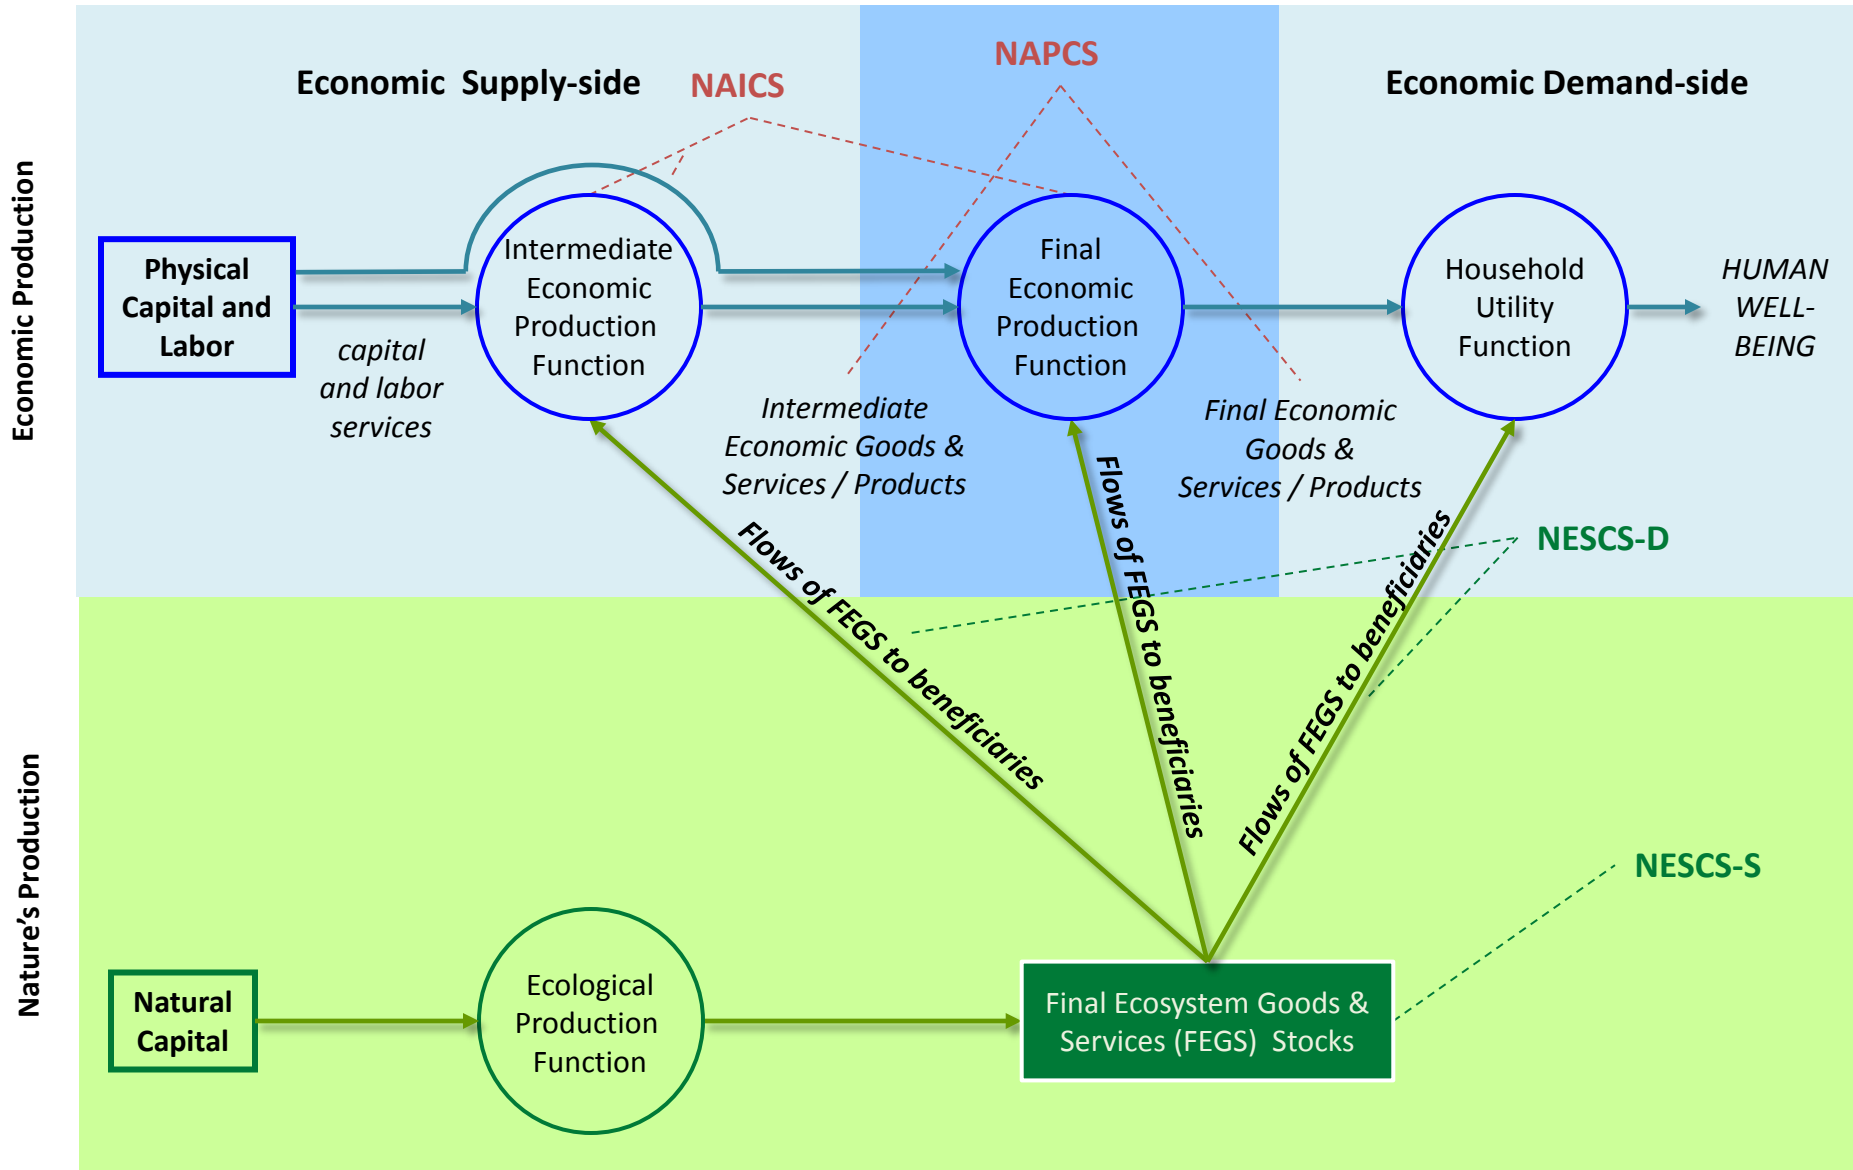 Economic Production
Economic  Supply-side
NAICS
NAPCS
Economic Demand-side
Physical
Capital and
Labor
capital
and labor
services
Intermediate
Economic
Production
Function
Intermediate
Economic Goods &
Services / Products
Final
Economic
Production
Function
Final Economic
Goods &
Services / Products
Household
Utility
Function
HUMAN
WELL-
BEING
Flows of FEGS to beneficiaries
Flows of FEGS to beneficiaries
Flows of FEGS to beneficiaries
NESCS-D
Nature's Production
NESCS-S
Natural
Capital
Ecological
Production
Function
Final Ecosystem Goods &
Services (FEGS)  Stocks